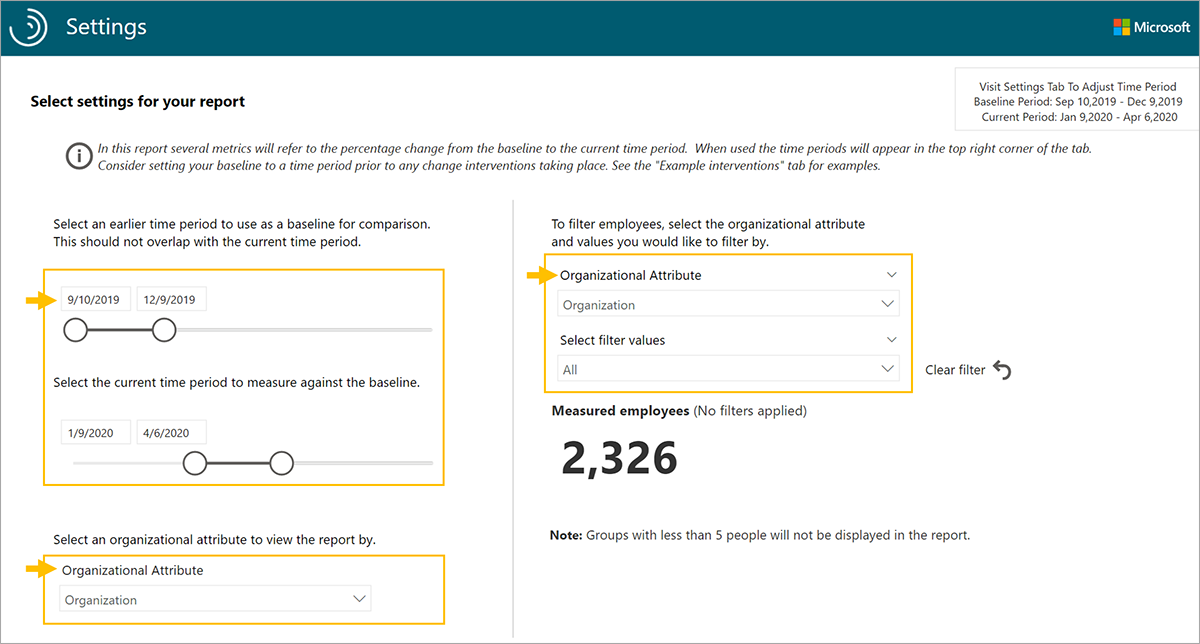 Settings
Microsoft
Select settings for your report
Visit Settings Tab To Adjust Time Period
Baseline Period: Sep 10,2019 - Dec 9,2019
Current Period: Jan 9,2020 - Apr 6,2020
In this report several metrics will refer to the percentage change from the baseline to the current time period. When used the time periods will appear in the top right corner of the tab.
Consider setting your baseline to a time period prior to any change interventions taking place. See the "Example interventions" tab for examples.
Select an earlier time period to use as a baseline for comparison.
This should not overlap with the current time period.
9/10/2019 12/9/2019
Select the current time period to measure against the baseline.
1/9/2020 4/6/2020
Select an organizational attribute to view the report by.
Organizational Attribute
Organization
To filter employees, select the organizational attribute
and values you would like to filter by.
Organizational Attribute
Organization
Select filter values
All
Clear filter
Measured employees (No filters applied)
2,326
Note: Groups with less than 5 people will not be displayed in the report.